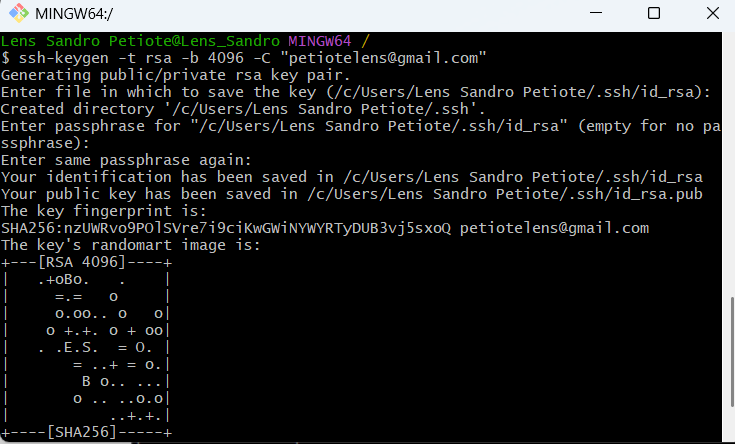 MINGW64:/
Lens Sandro Petiote@Lens_Sandro MINGW64 /
$ ssh-keygen -t rsa -b 4096 -C "petiotelens@gmail.com"
Generating public/private rsa key pair.
Enter file in which to save the key (/c/Users/Lens Sandro Petiote/.ssh/id_rsa):
Created directory '/c/Users/Lens Sandro Petiote/.ssh'.
Enter passphrase for "/c/Users/Lens Sandro Petiote/.ssh/id_rsa" (empty for no pa
ssphrase):
Enter same passphrase again:
Your identification has been saved in /c/Users/Lens Sandro Petiote/.ssh/id_rsa
Your public key has been saved in /c/Users/Lens Sandro Petiote/.ssh/id_rsa.pub
The key fingerprint is:
SHA256:nzUWRvo9POlSVre7i9ciKwGWiNYWYRTyDUB3vj5sxoQ petiotelens@gmail.com
The key's randomart image is:
+---[RSA 4096]----+
|   .+oBo.   .    |
|     =.=   o     |
|     o.oo.. o   o|
|    o +.+. o + oo|
|   . .E.S.  = O. |
|       = ..+ = o.|
|        B o.. ...|
|       o .. ..o.o|
|           ..+.+.|
+----[SHA256]-----+